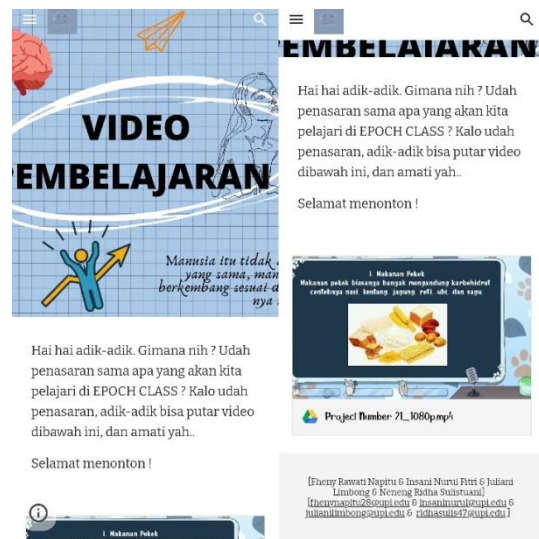 VIDEO
PEMBELAJARAN
Manusia itu tidak
yang sama, man
berkembang sesuai d
nya
Hai hai adik-adik. Gimana nih ? Udah
penasaran sama apa yang akan kita
pelajari di EPOCH CLASS ? Kalo udah
penasaran, adik-adik bisa putar video
dibawah ini, dan amati yah..
Selamat menonton !
1. Makanan Pokok
EMBELAJARAN
Hai hai adik-adik. Gimana nih ? Udah
penasaran sama apa yang akan kita
pelajari di EPOCH CLASS ? Kalo udah
penasaran, adik-adik bisa putar video
dibawah ini, dan amati yah..
Selamat menonton !
1. Makanan Pokok
Makanan pokok biasanya banyak mengandung karbohidrat
contohnya nasi, kentang, jagung, roti, ubi, dan sagu.
Project Number 21_1080p.mp4
[Fheny Rawati Napitu & Insani Nurul Fitri & Juliani
Limbong & Neneng Ridha Sulistuani]
[fhenynapitu28@upi.edu & insaninurul@upi.edu &
julianilimbong@upi.edu & ridhasulis47@upi.edu ]